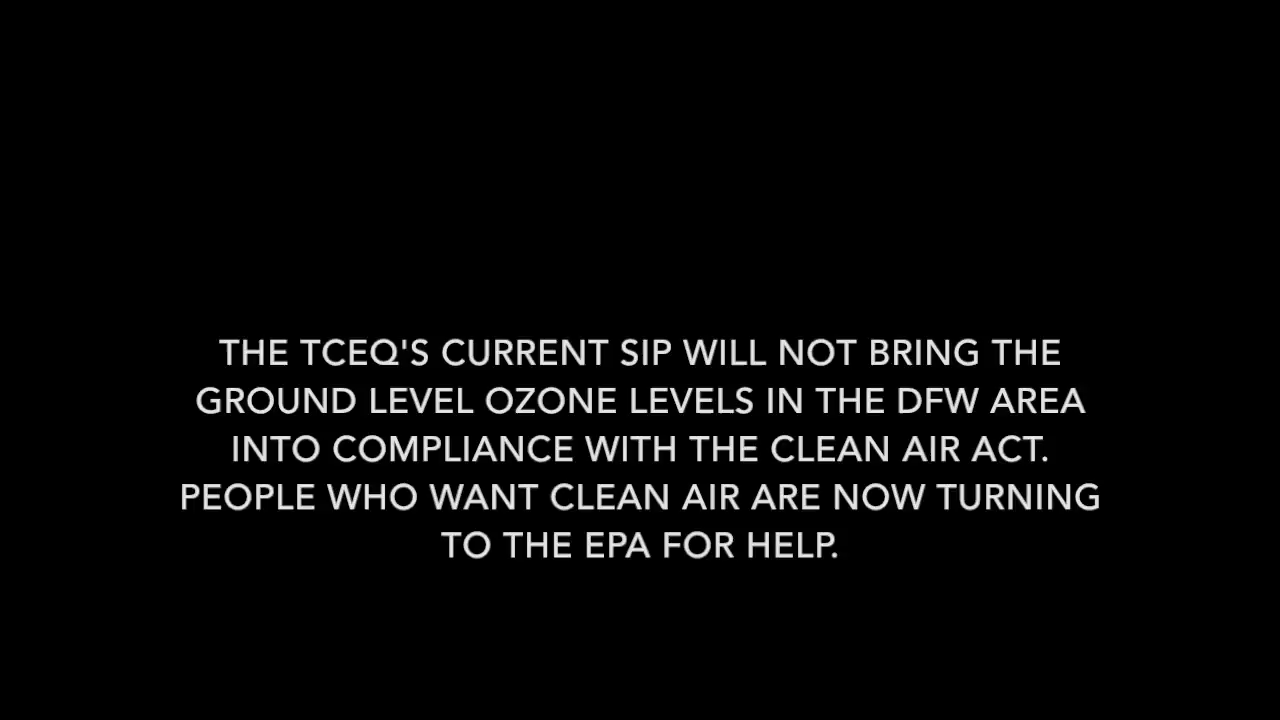 THE TCEQ'S CURRENT SIP WILL NOT BRING THE
GROUND LEVEL OZONE LEVELS IN THE DFW AREA
INTO COMPLIANCE WITH THE CLEAN AIR ACT.
PEOPLE WHO WANT CLEAN AIR ARE NOW TURNING
TO THE EPA FOR HELP.